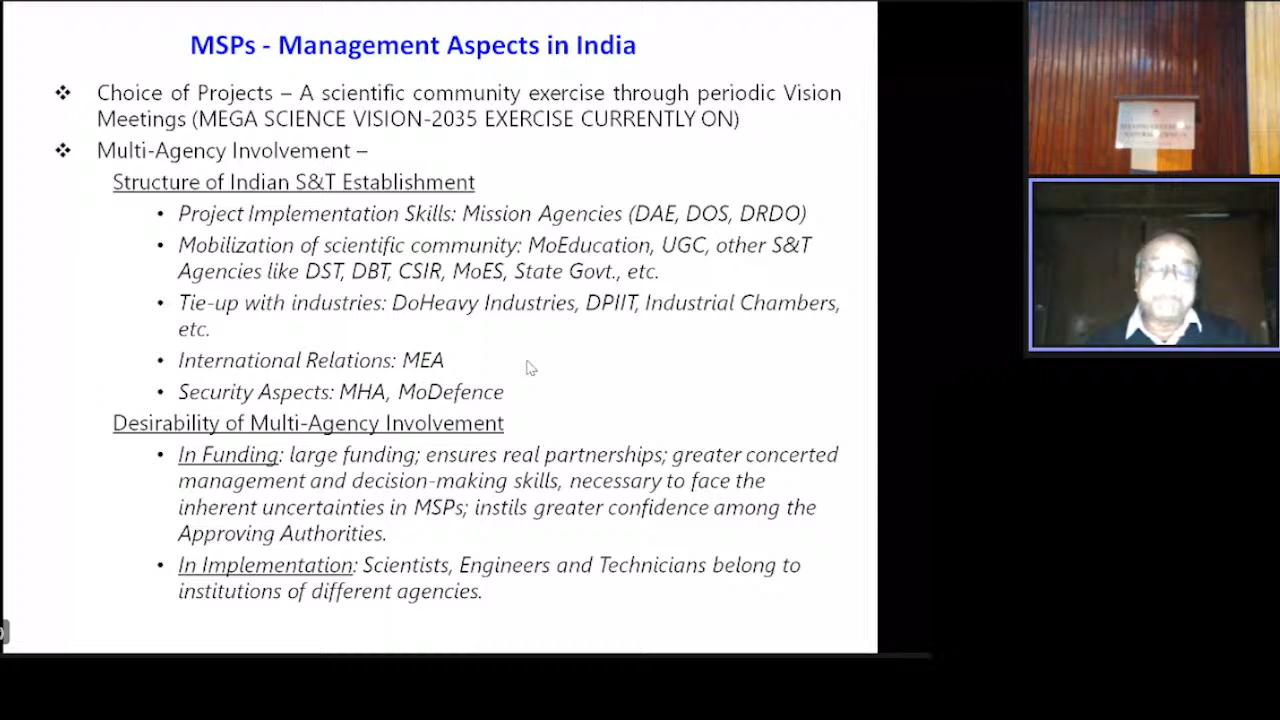 MSPs - Management Aspects in India
❖ Choice of Projects – A scientific community exercise through periodic Vision
Meetings (MEGA SCIENCE VISION-2035 EXERCISE CURRENTLY ON)
❖ Multi-Agency Involvement –
Structure of Indian S&T Establishment
• Project Implementation Skills: Mission Agencies (DAE, DOS, DRDO)
• Mobilization of scientific community: MoEducation, UGC, other S&T
Agencies like DST, DBT, CSIR, MoES, State Govt., etc.
• Tie-up with industries: DoHeavy Industries, DPIIT, Industrial Chambers,
etc.
• International Relations: MEA
• Security Aspects: MHA, MoDefence
Desirability of Multi-Agency Involvement
• In Funding: large funding; ensures real partnerships; greater concerted
management and decision-making skills, necessary to face the
inherent uncertainties in MSPs; instils greater confidence among the
Approving Authorities.
• In Implementation: Scientists, Engineers and Technicians belong to
institutions of different agencies.